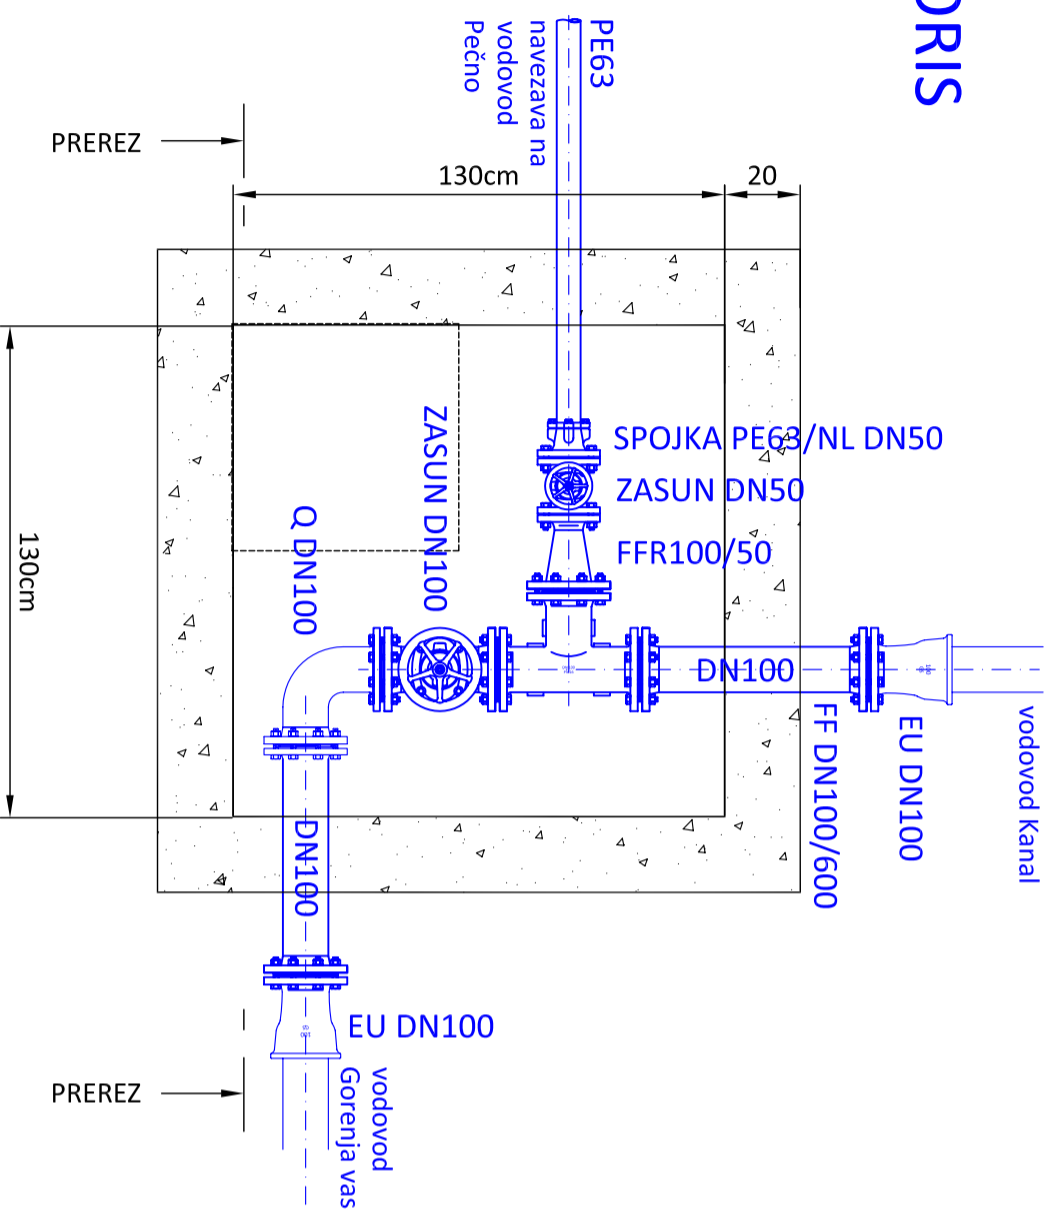 ORIS
PE63
navezava na
vodovod
Pečno
PREREZ
130cm
20
SPOJKA PE63/NL DN50
ZASUN DN50
FFR100/50
ZASUN DN100
Q DN100
130cm
DN100
FF DN100/600
EU DN100
vodovod Kanal
DN100
EU DN100
vodovod
Gorenja vas
PREREZ